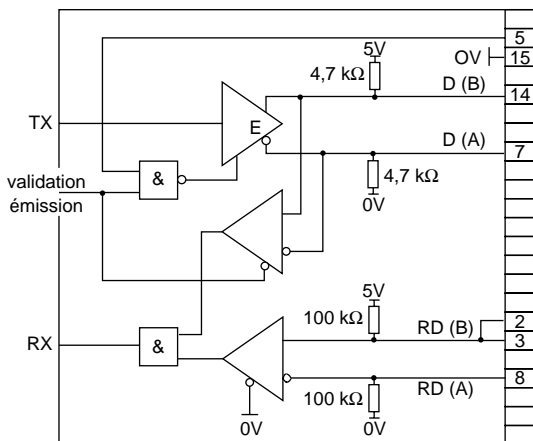 5
5V
OV
15
4,7 kΩ
D (B)
14
TX
E
D (A)
7
validation
émission
&
4,7 kΩ
0V
5V
100 kΩ
RD (B)
2
RX
&
3
8
100 kΩ
RD (A)
0V
0V